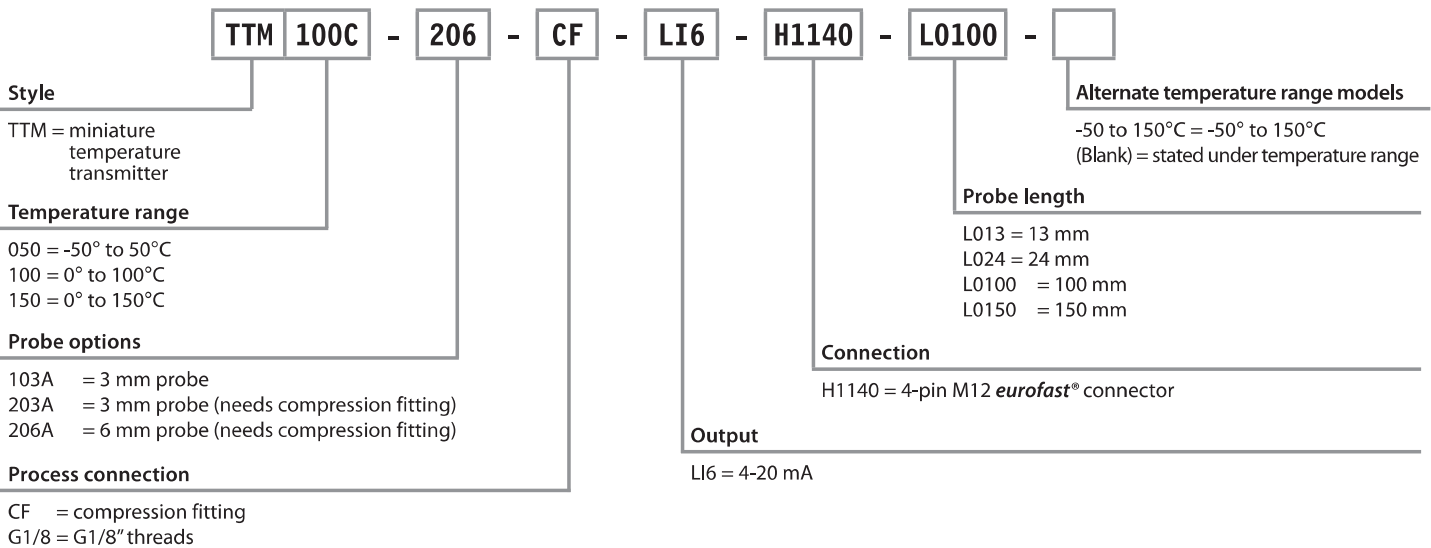 TTM 100C - 206 - CF - LI6 - H1140 - L0100 -
Style
TTM = miniature
temperature
transmitter
Temperature range
050 = -50° to 50°C
100 = 0° to 100°C
150 = 0° to 150°C
Probe options
103A = 3 mm probe
203A = 3 mm probe (needs compression fitting)
206A = 6 mm probe (needs compression fitting)
Process connection
CF = compression fitting
G1/8 = G1/8” threads
Alternate temperature range models
-50 to 150°C = -50° to 150°C
(Blank) = stated under temperature range
Probe length
L013 = 13 mm
L024 = 24 mm
L0100 = 100 mm
L0150 = 150 mm
Connection
H1140 = 4-pin M12 eurofast® connector
Output
LI6 = 4-20 mA